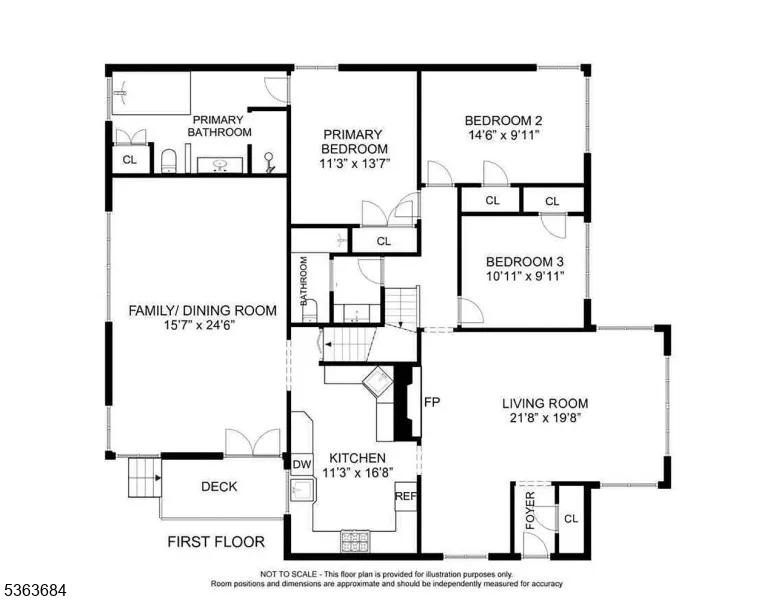 PRIMARY
BATHROOM
CL
PRIMARY
BEDROOM
11'3" x 13'7"
BEDROOM 2
14'6" x 9'11"
CL
CL
CL
BATHROOM
BEDROOM 3
10'11" x 9'11"
FAMILY/ DINING ROOM
15'7" x 24'6"
FP
LIVING ROOM
21'8" x 19'8"
KITCHEN
11'3" x 16'8"
DW
REF
DECK
FOYER
CL
FIRST FLOOR
NOT TO SCALE - This floor plan is provided for illustration purposes only.
Room positions and dimensions are approximate and should be independently measured for accuracy
5363684